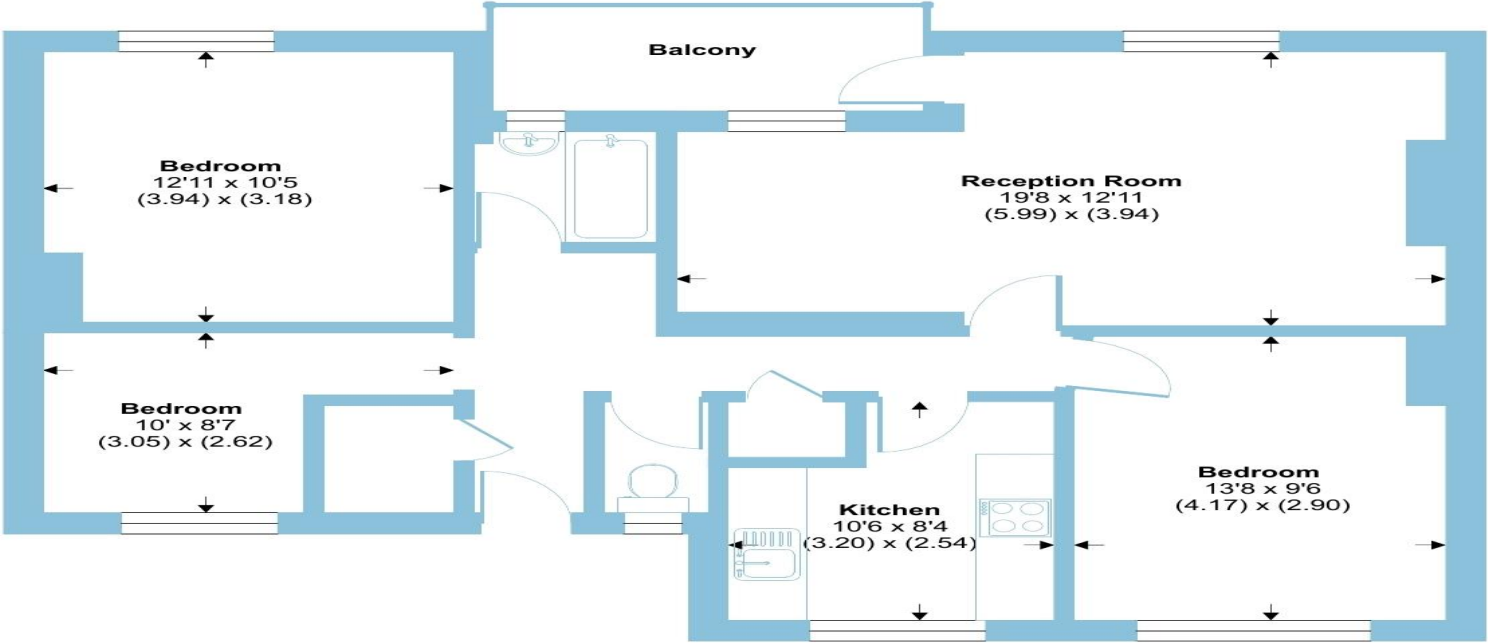 Balcony
Bedroom
12'11 x 10'5
(3.94) x (3.18)
Reception Room
19'8 x 12'11
(5.99) x (3.94)
Bedroom
10' x 8'7
(3.05) x (2.62)
Kitchen
10'6 x 8'4
(3.20) x (2.54)
Bedroom
13'8 x 9'6
(4.17) x (2.90)